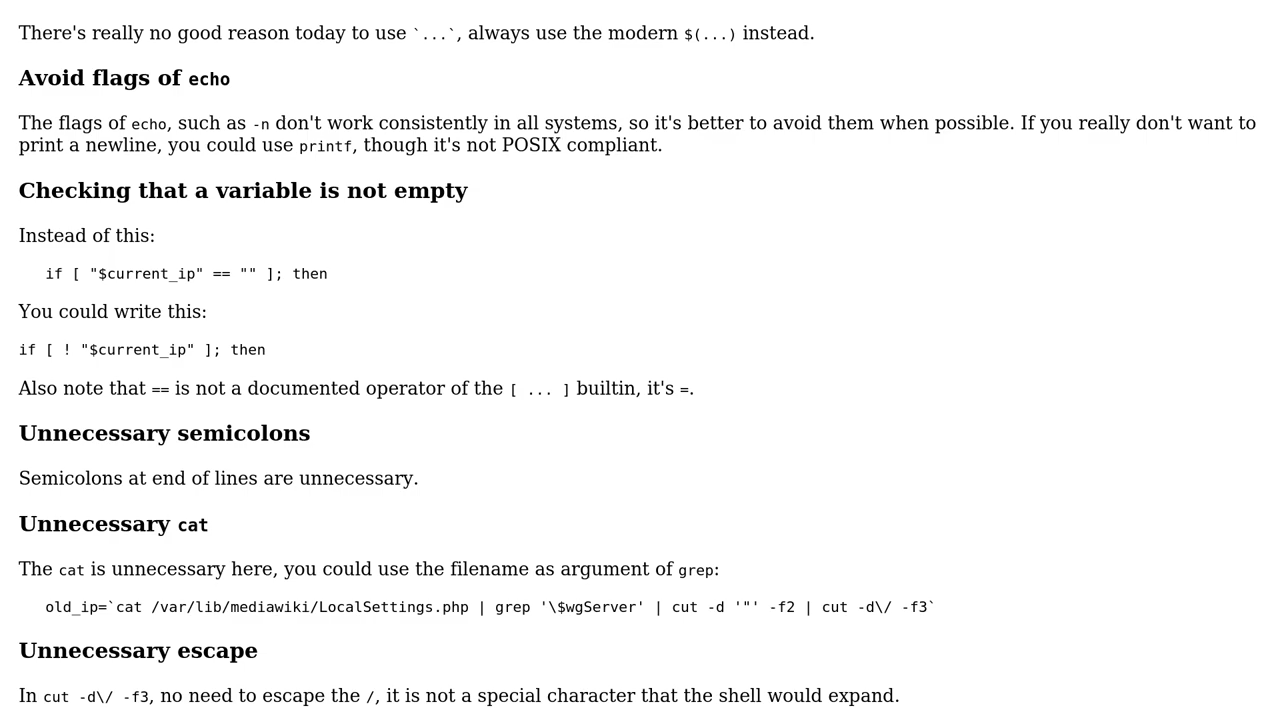 There's really no good reason today to use `...`, always use the modern $(...) instead.
Avoid flags of echo
The flags of echo, such as -n don't work consistently in all systems, so it's better to avoid them when possible. If you really don't want to
print a newline, you could use printf, though it's not POSIX compliant.
Checking that a variable is not empty
Instead of this:
if [ "$current_ip" == "" ]; then
You could write this:
if [ ! "$current_ip" ]; then
Also note that == is not a documented operator of the [ ... ] builtin, it's =.
Unnecessary semicolons
Semicolons at end of lines are unnecessary.
Unnecessary cat
The cat is unnecessary here, you could use the filename as argument of grep:
old_ip=`cat /var/lib/mediawiki/LocalSettings.php | grep '\$wgServer' | cut -d '"' -f2 | cut -d\/ -f3`
Unnecessary escape
In cut -d\/ -f3, no need to escape the /, it is not a special character that the shell would expand.